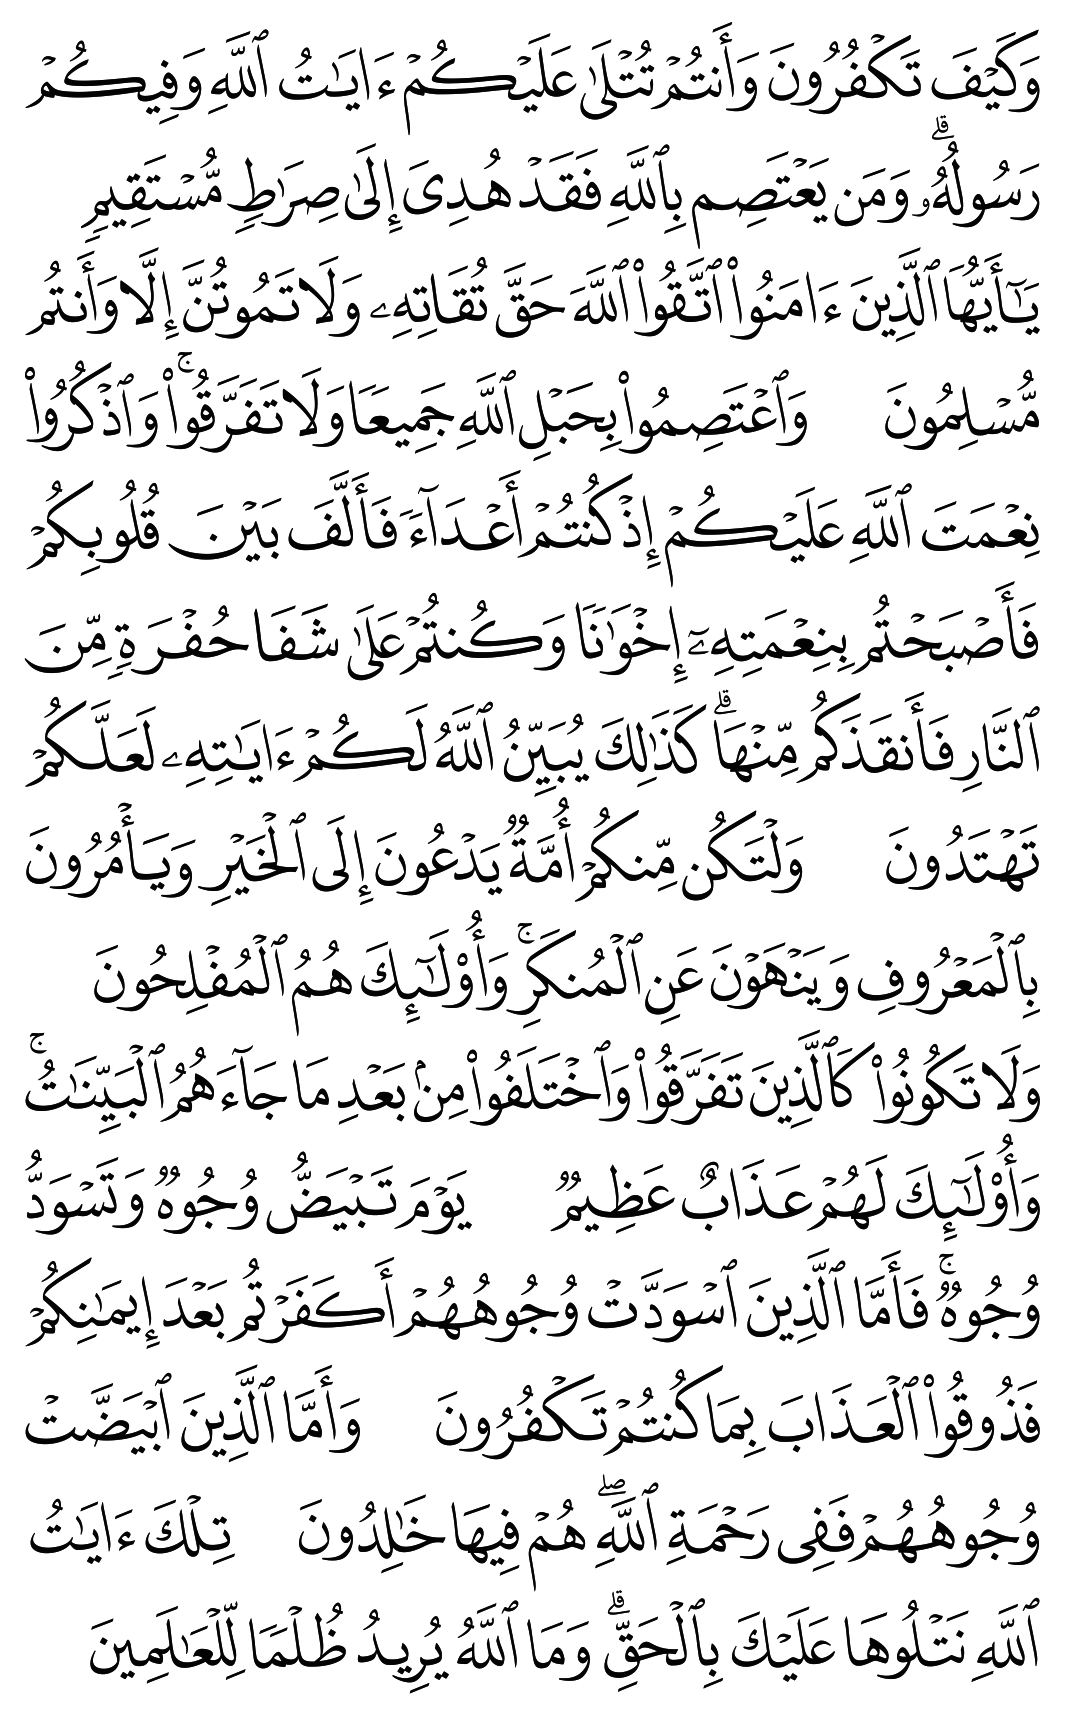 وَكَيۡفَ تَكۡفُرُونَ وَأَنتُمۡ تُتۡلَىٰ عَلَيۡكُمۡ ءَايَٰتُ ٱللَّهِ وَفِيكُمۡ
رَسُولُهُۥۗ وَمَن يَعۡتَصِم بِٱللَّهِ فَقَدۡ هُدِىَ إِلَىٰ صِرَٰطٍ مُّسۡتَقِيمٍ
يَٰٓأَيُّهَا ٱلَّذِينَ ءَامَنُواْ ٱتَّقُواْ ٱللَّهَ حَقَّ تُقَاتِهِۦ وَلَا تَمُوتُنَّ إِلَّا وَأَنتُم
مُّسۡلِمُونَ وَٱعۡتَصِمُواْ بِحَبۡلِ ٱللَّهِ جَمِيعٗا وَلَا تَفَرَّقُواْۚ وَٱذۡكُرُواْ
نِعۡمَتَ ٱللَّهِ عَلَيۡكُمۡ إِذۡ كُنتُمۡ أَعۡدَآءٗ فَأَلَّفَ بَيۡنَ قُلُوبِكُمۡ
فَأَصۡبَحۡتُم بِنِعۡمَتِهِۦٓ إِخۡوَٰنٗا وَكُنتُمۡ عَلَىٰ شَفَا حُفۡرَةٖ مِّنَ
ٱلنَّارِ فَأَنقَذَكُم مِّنۡهَاۗ كَذَٰلِكَ يُبَيِّنُ ٱللَّهُ لَكُمۡ ءَايَٰتِهِۦ لَعَلَّكُمۡ
تَهۡتَدُونَ وَلۡتَكُن مِّنكُمۡ أُمَّةٞ يَدۡعُونَ إِلَى ٱلۡخَيۡرِ وَيَأۡمُرُونَ
بِٱلۡمَعۡرُوفِ وَيَنۡهَوۡنَ عَنِ ٱلۡمُنكَرِۚ وَأُوْلَٰٓئِكَ هُمُ ٱلۡمُفۡلِحُونَ
وَلَا تَكُونُواْ كَٱلَّذِينَ تَفَرَّقُواْ وَٱخۡتَلَفُواْ مِنۢ بَعۡدِ مَا جَآءَهُمُ ٱلۡبَيِّنَٰتُۚ
وَأُوْلَٰٓئِكَ لَهُمۡ عَذَابٌ عَظِيمٞ يَوۡمَ تَبۡيَضُّ وُجُوهٞ وَتَسۡوَدُّ
وُجُوهٞۚ فَأَمَّا ٱلَّذِينَ ٱسۡوَدَّتۡ وُجُوهُهُمۡ أَكَفَرۡتُم بَعۡدَ إِيمَٰنِكُمۡ
فَذُوقُواْ ٱلۡعَذَابَ بِمَا كُنتُمۡ تَكۡفُرُونَ وَأَمَّا ٱلَّذِينَ ٱبۡيَضَّتۡ
وُجُوهُهُمۡ فَفِى رَحۡمَةِ ٱللَّهِۖ هُمۡ فِيهَا خَٰلِدُونَ تِلۡكَ ءَايَٰتُ
ٱللَّهِ نَتۡلُوهَا عَلَيۡكَ بِٱلۡحَقِّۗ وَمَا ٱللَّهُ يُرِيدُ ظُلۡمٗا لِّلۡعَٰلَمِينَ